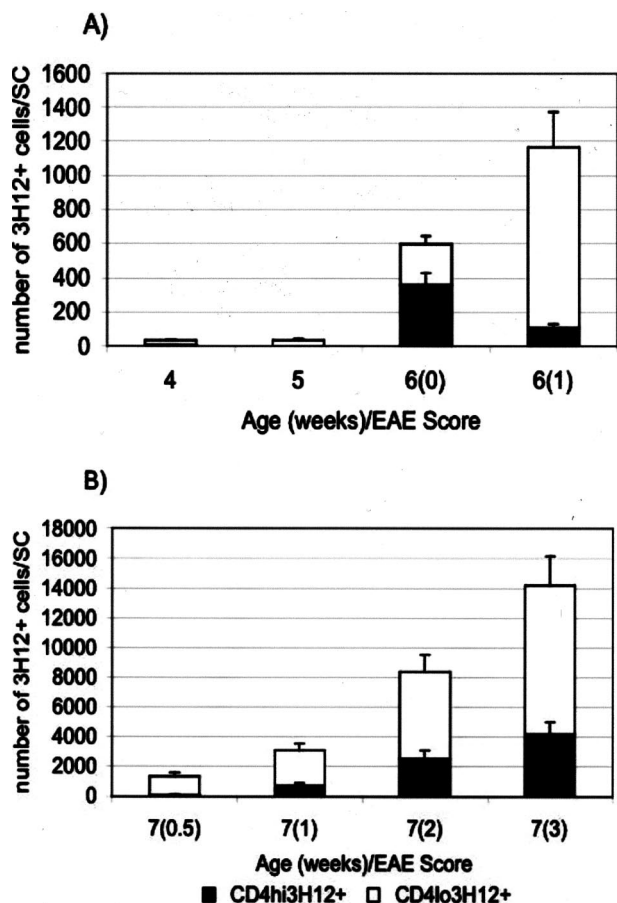 A)
number of 3H12+ cells/SC
1600
1400
1200
1000
800
600
400
200
0
4 5 6(0) 6(1)
Age (weeks)/EAE Score
B)
number of 3H12+ cells/SC
18000
16000
14000
12000
10000
8000
6000
4000
2000
0
7(0.5) 7(1) 7(2) 7(3)
Age (weeks)/EAE Score
CD4hi3H12+ CD4lo3H12+